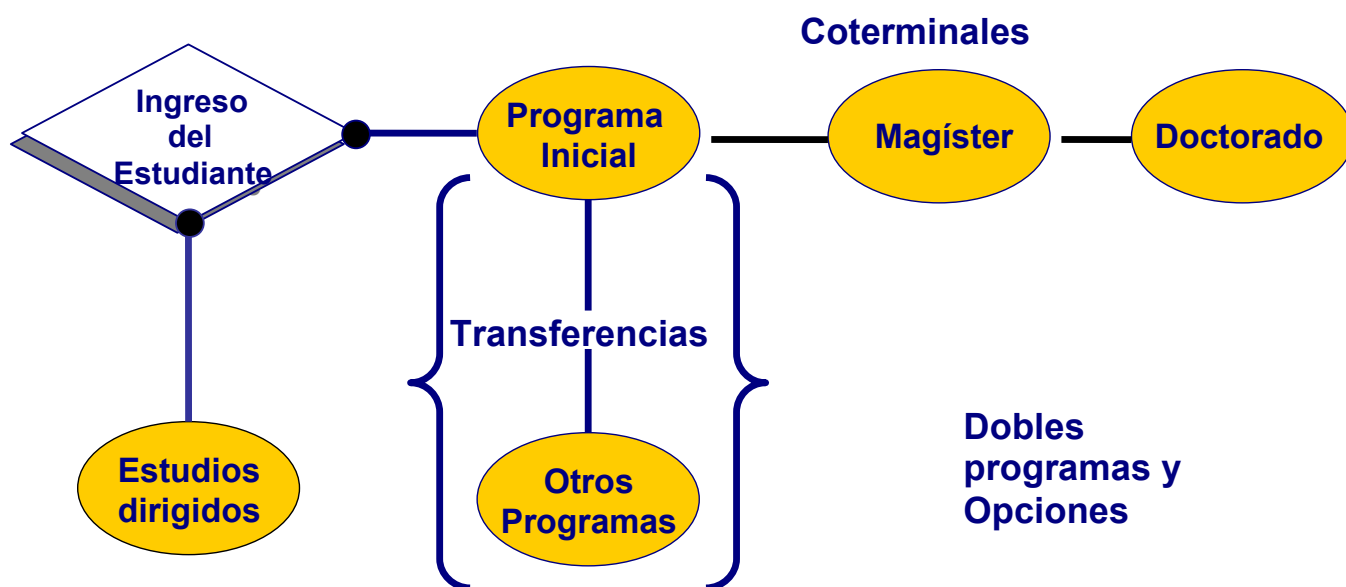 Coterminales
Ingreso
del
Estudiante
Programa
Inicial
Magíster
Doctorado
Transferencias
Estudios
dirigidos
Otros
Programas
Dobles
programas y
Opciones